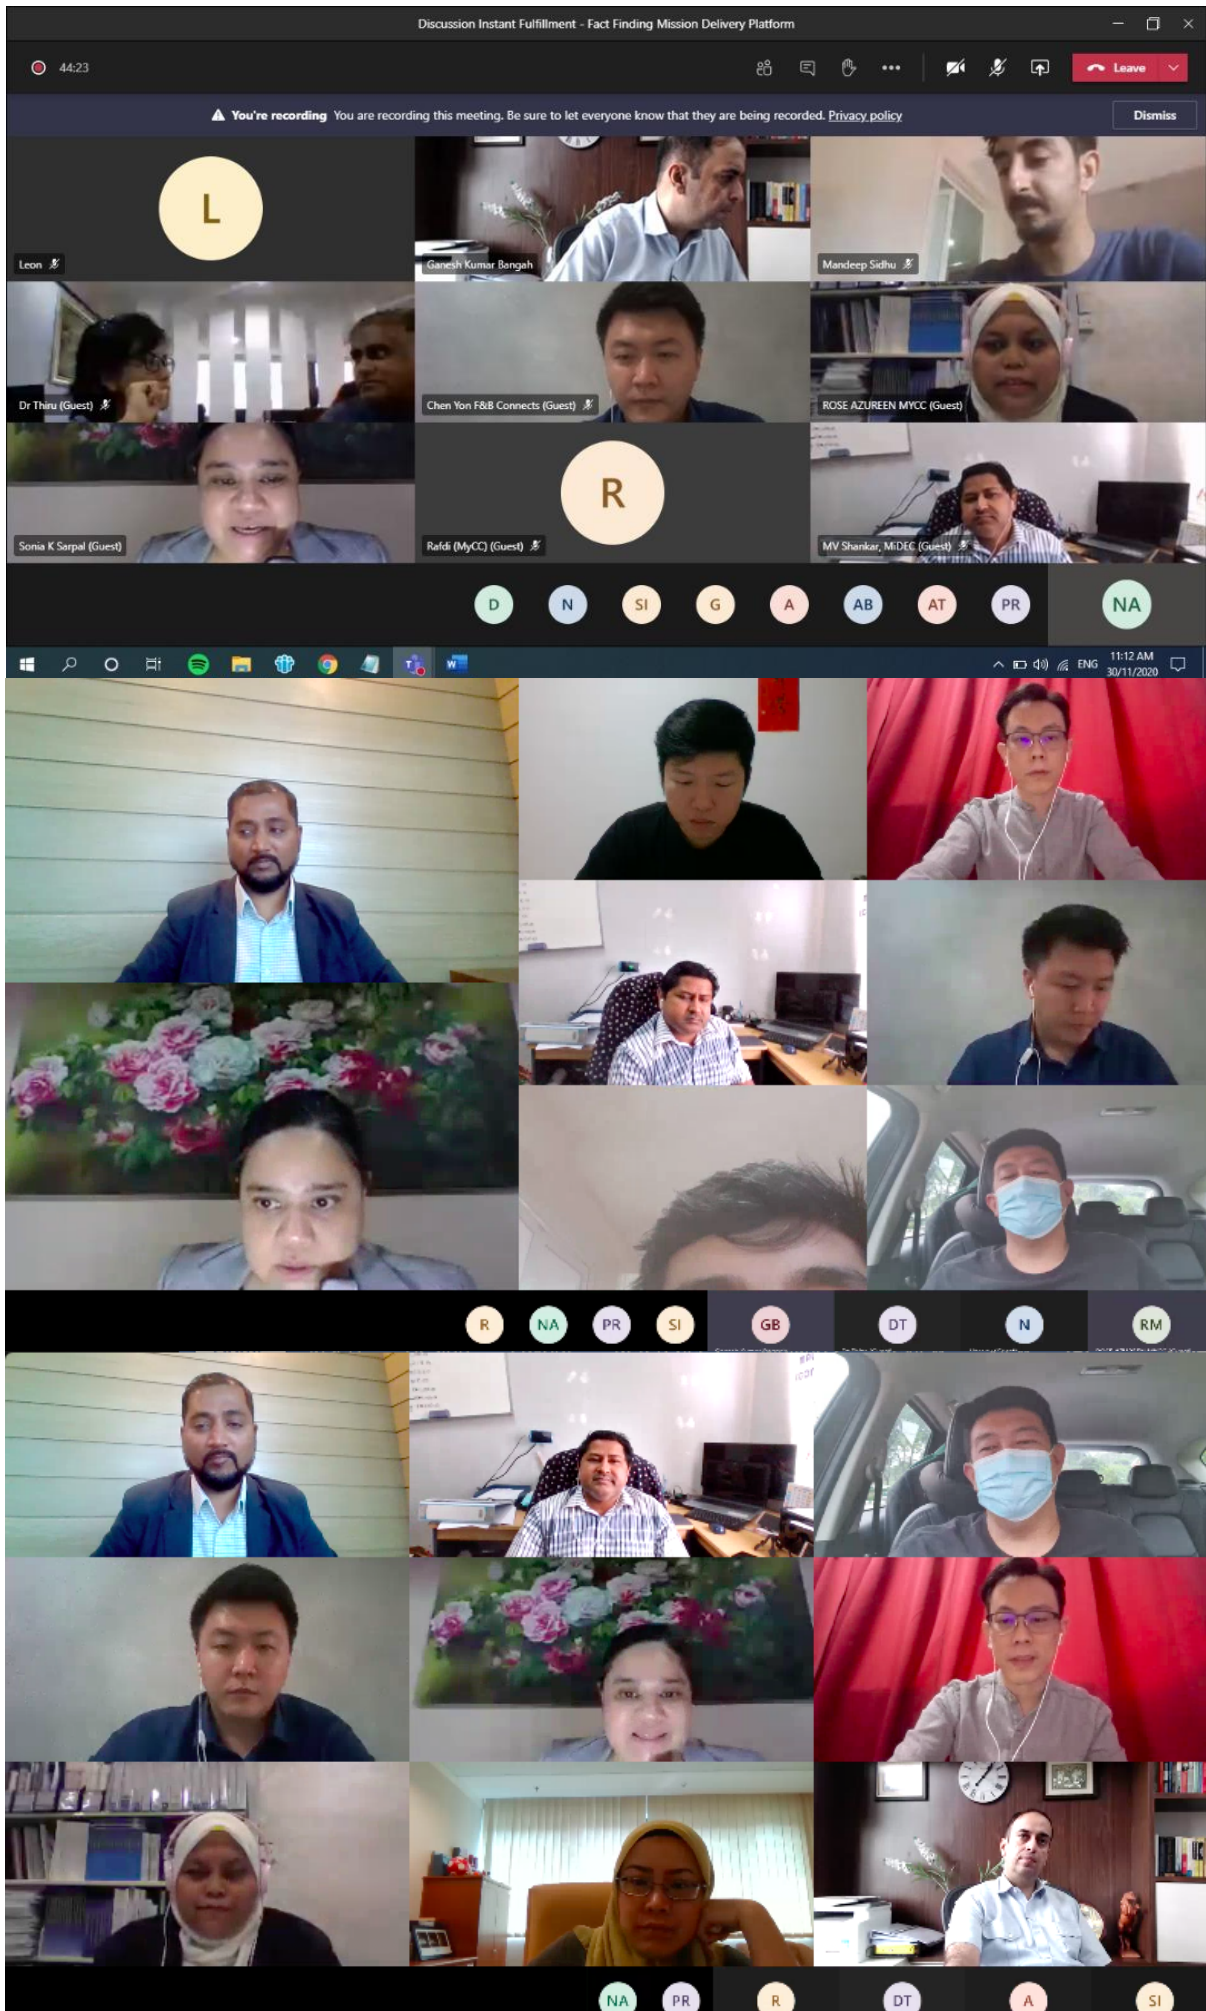 Discussion Instant Fulfillment - Fact Finding Mission Delivery Platform
44:23
Leave
You're recording You are recording this meeting. Be sure to let everyone know that they are being recorded. Privacy policy
Dismiss
L
Leon
Ganesh Kumar Bangah
Mandeep Sidhu
Dr Thiru (Guest)
Chen Yon F&B Connects (Guest)
ROSE AZUREEN MYCC (Guest)
R
Sonia K Sarpal (Guest)
Rafdi (MyCC) (Guest)
MV Shankar, MiDEC (Guest)
D N SI G A AB AT PR NA
ENG
11:12 AM
30/11/2020
R NA PR SI GB DT N RM
NA PR R DT A SI